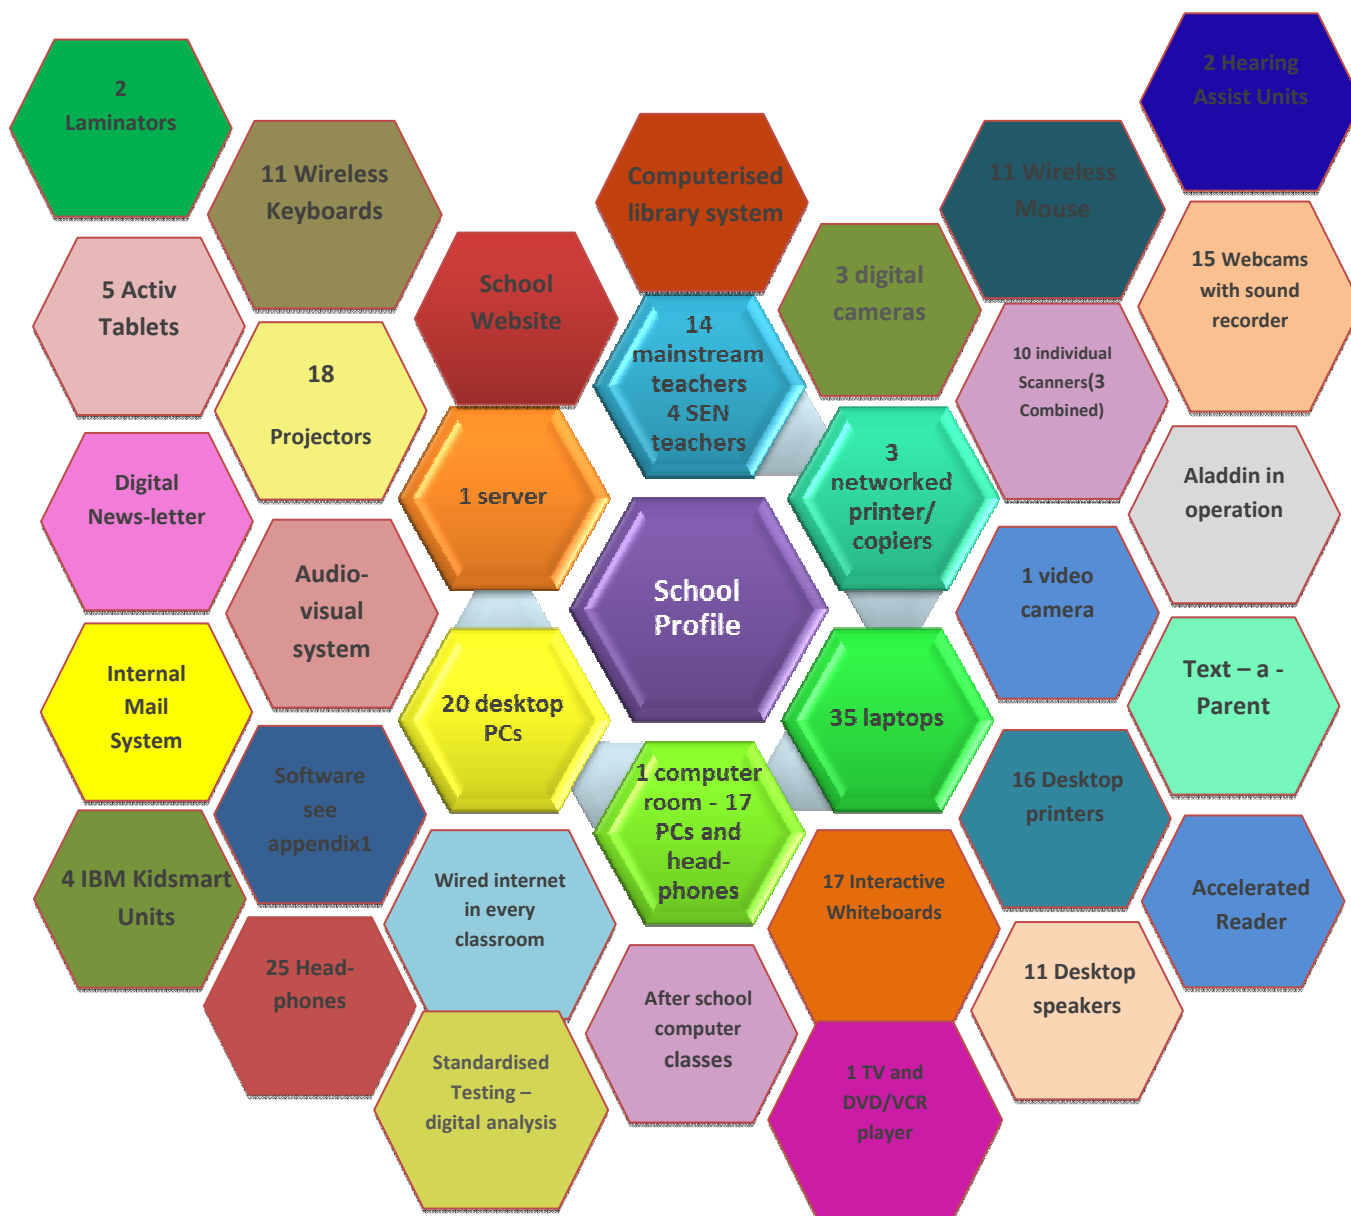 2
Laminators
11 Wireless
Keyboards
Computerised
library system
11 Wireless
Mouse
2 Hearing
Assist Units
5 Activ
Tablets
18
Projectors
School
Website
14
mainstream
teachers
4 SEN
teachers
3 digital
cameras
10 individual
Scanners(3
Combined)
15 Webcams
with sound
recorder
Digital
News-letter
Audio-
visual
system
1 server
School
Profile
3
networked
printer/
copiers
1 video
camera
Aladdin in
operation
Internal
Mail
System
Software
see
appendix1
20 desktop
PCs
1 computer
room - 17
PCs and
head-
phones
35 laptops
16 Desktop
printers
Text – a -
Parent
4 IBM Kidsmart
Units
25 Head-
phones
Wired internet
in every
classroom
After school
computer
classes
17 Interactive
Whiteboards
11 Desktop
speakers
Accelerated
Reader
Standardised
Testing –
digital analysis
1 TV and
DVD/VCR
player